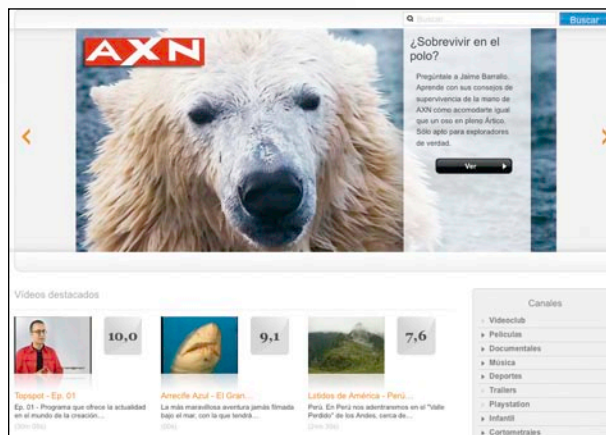 Buscar...
Buscar
AXN
¿Sobrevivir en el
polo?
Pregúntale a Jaime Barrallo.
Aprende con sus consejos de
supervivencia de la mano de
AXN cómo acomodarte igual
que un oso en pleno Ártico.
Sólo apto para exploradores
de verdad.
Ver
Vídeos destacados
10,0
9,1
7,6
Topspot - Ep. 01
Ep. 01 - Programa que ofrece la actualidad
en el mundo de la creación...
Arrecife Azul - El Gran...
La más maravillosa aventura jamás filmada
bajo el mar, con la que tendrá...
Latidos de América - Perú...
Perú. En Perú nos adentraremos en el "Valle
Perdido" de los Andes, cerca de...
Canales
Videoclub
Películas
Documentales
Música
Deportes
Trailers
Playstation
Infantil
Cortometrajes